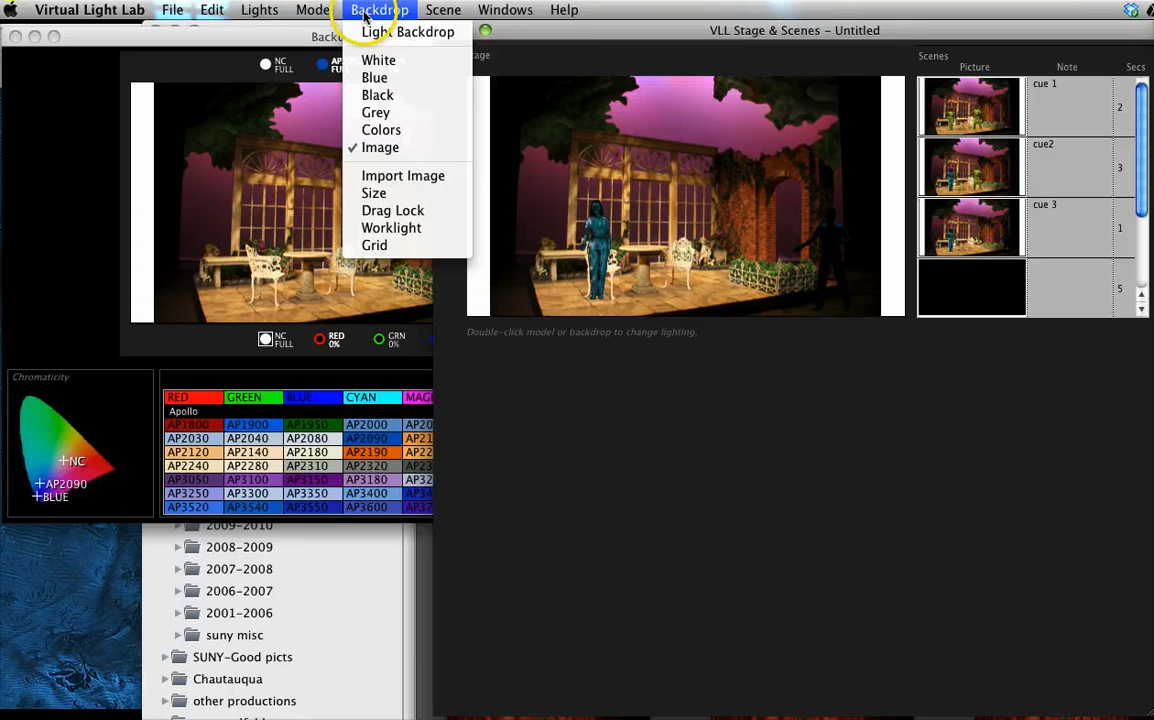 Virtual Light Lab File Edit Lights Mode Backdrop Scene Windows Help
Light Backdrop
White
Blue
Black
Grey
Colors
✓ Image
Import Image
Size
Drag Lock
Worklight
Grid
NC
FULL
NC
FULL
RED
0%
GRN
0%
Chromaticity
NC
AP2090
BLUE
RED GREEN BLUE CYAN
Apollo
AP1800 AP1900 AP1950 AP2000
AP2030 AP2040 AP2080 AP2090
AP2120 AP2140 AP2180 AP2190
AP2240 AP2280 AP2310 AP2320
AP3050 AP3100 AP3150 AP3180
AP3250 AP3300 AP3350 AP3400
AP3520 AP3540 AP3550 AP3600
VLL Stage & Scenes – Untitled
Scenes
Picture Note Secs
cue 1
2
cue2
3
cue 3
1
5
Double-click model or backdrop to change lighting.
2009-2010
2008-2009
2007-2008
2006-2007
2001-2006
suny misc
SUNY-Good picts
Chautauqua
other productions